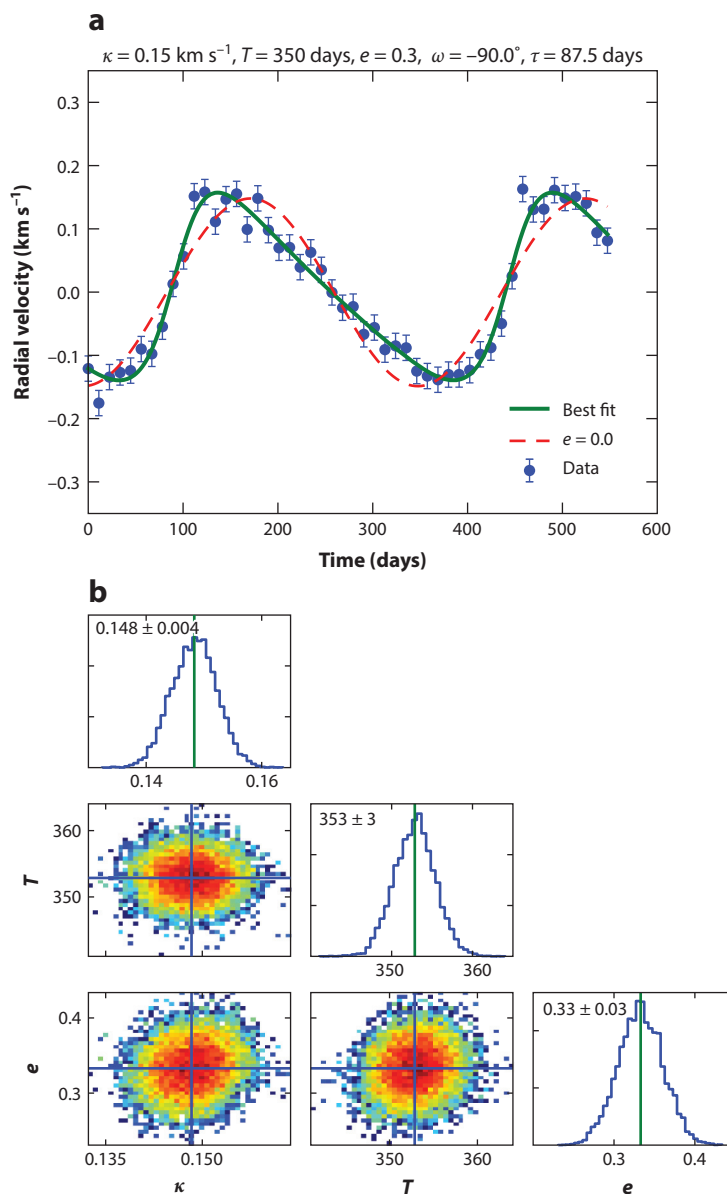 a
κ = 0.15 km s⁻¹, T = 350 days, e = 0.3, ω = –90.0°, τ = 87.5 days
0.3
0.2
0.1
0.0
–0.1
–0.2
–0.3
Radial velocity (km s⁻¹)
Best fit
e = 0.0
Data
0 100 200 300 400 500 600
Time (days)
b
0.148 ± 0.004
0.14 0.16
360
350
T
353 ± 3
350 360
0.4
0.3
e
0.33 ± 0.03
0.135 0.150
350 360
0.3 0.4
κ T e